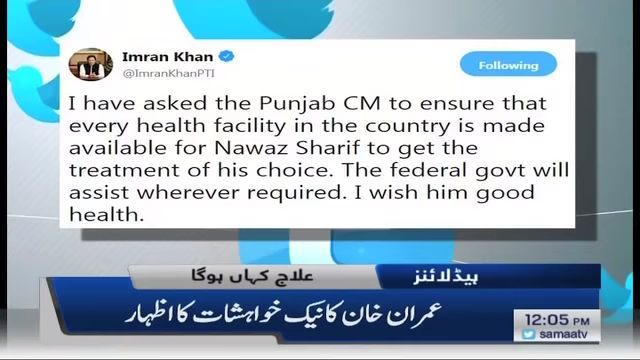 Imran Khan
@ImranKhanPTI
Following
I have asked the Punjab CM to ensure that
every health facility in the country is made
available for Nawaz Sharif to get the
treatment of his choice. The federal govt will
assist wherever required. I wish him good
health.
ہیڈلائنز
علاج کہاں ہوگا
عمران خان کا نیک خواہشات کا اظہار
12:05 PM
samaatv